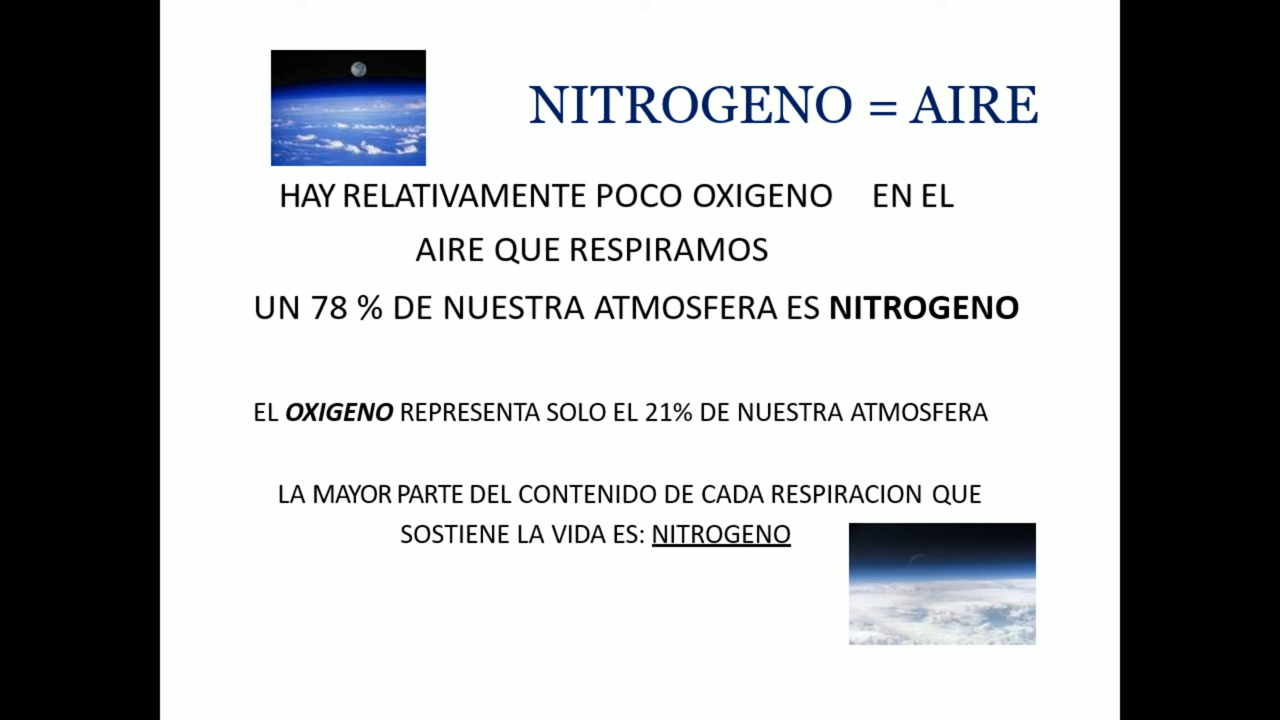 NITROGENO = AIRE
HAY RELATIVAMENTE POCO OXIGENO EN EL
AIRE QUE RESPIRAMOS
UN 78 % DE NUESTRA ATMOSFERA ES NITROGENO
EL OXIGENO REPRESENTA SOLO EL 21% DE NUESTRA ATMOSFERA
LA MAYOR PARTE DEL CONTENIDO DE CADA RESPIRACION QUE
SOSTIENE LA VIDA ES: NITROGENO